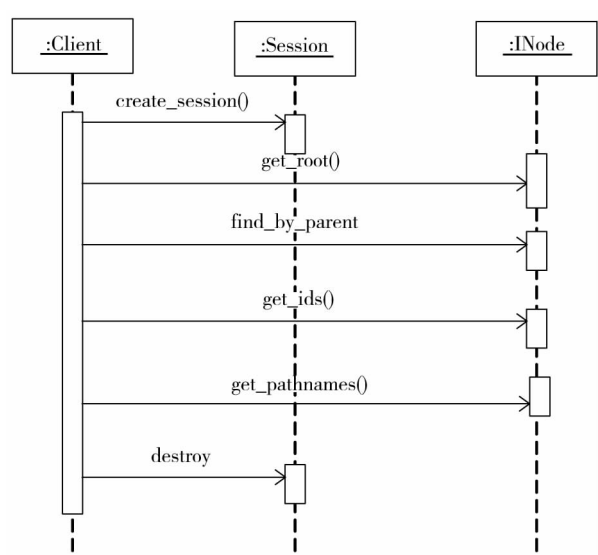 :Client
:Session
:INode
create_session()
get_root()
find_by_parent
get_ids()
get_pathnames()
destroy